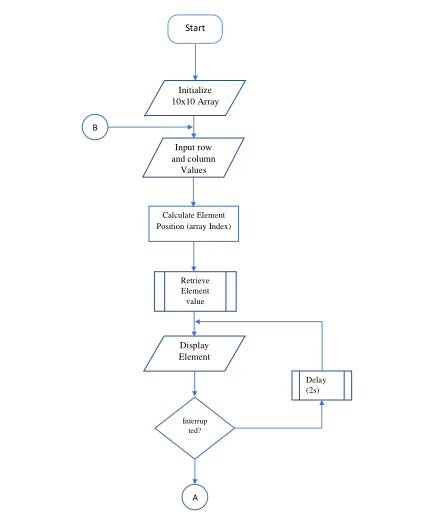 Start
Initialize
10x10 Array
B
Input row
and column
Values
Calculate Element
Position (array Index)
Retrieve
Element
value
Display
Element
Delay
(2s)
Interrup
ted?
A